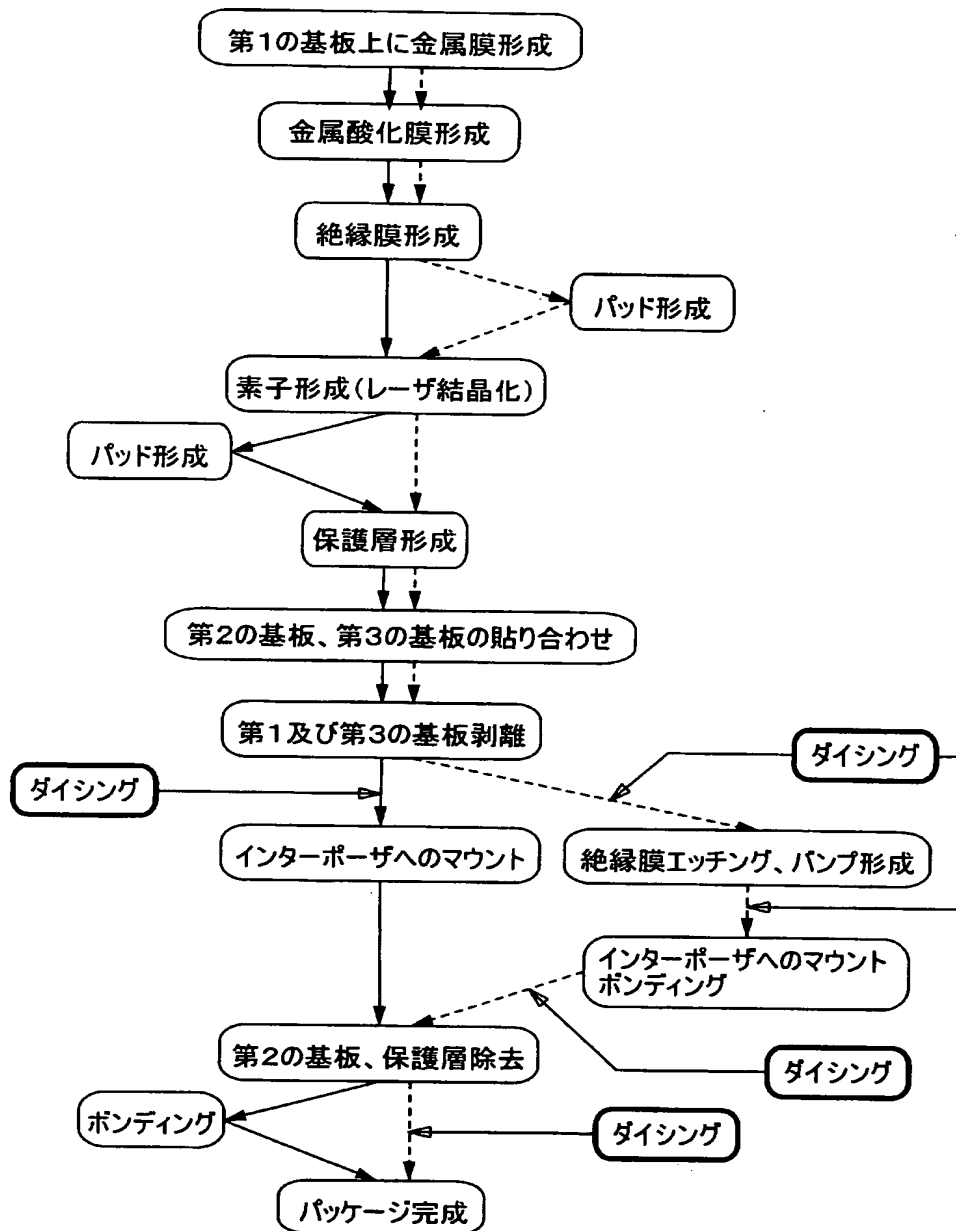 第1の基板上に金属膜形成
金属酸化膜形成
絶縁膜形成
パッド形成
素子形成(レーザ結晶化)
パッド形成
保護層形成
第2の基板、第3の基板の貼り合わせ
第1及び第3の基板剥離
ダイシング
ダイシング
インターポーザへのマウント
絶縁膜エッチング、バンプ形成
インターポーザへのマウント
ボンディング
第2の基板、保護層除去
ダイシング
ボンディング
ダイシング
パッケージ完成